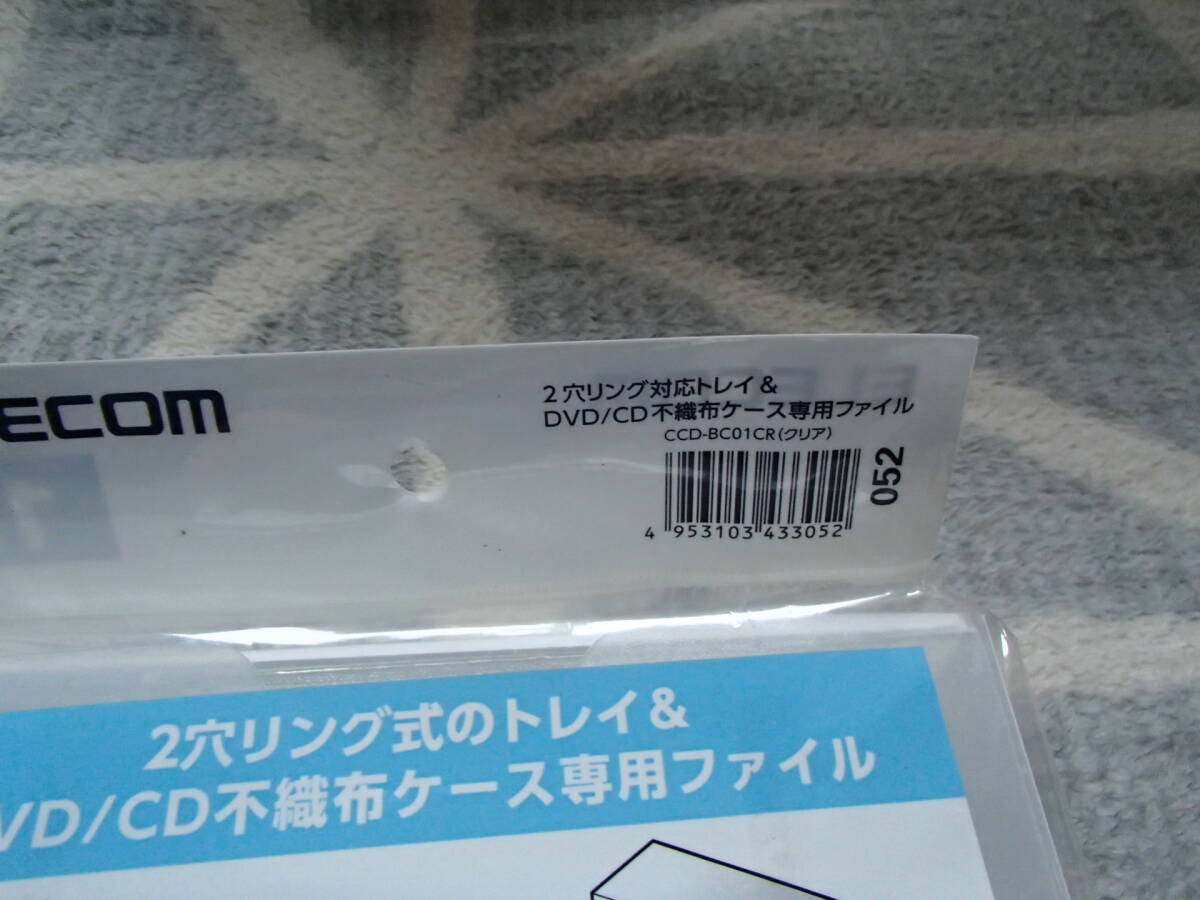 ECOM
2穴リング対応トレイ&
DVD/CD不織布ケース専用ファイル
CCD-BC01CR(クリア)
052
4 953103 433052
2穴リング式のトレイ&
VD/CD不織布ケース専用ファイル